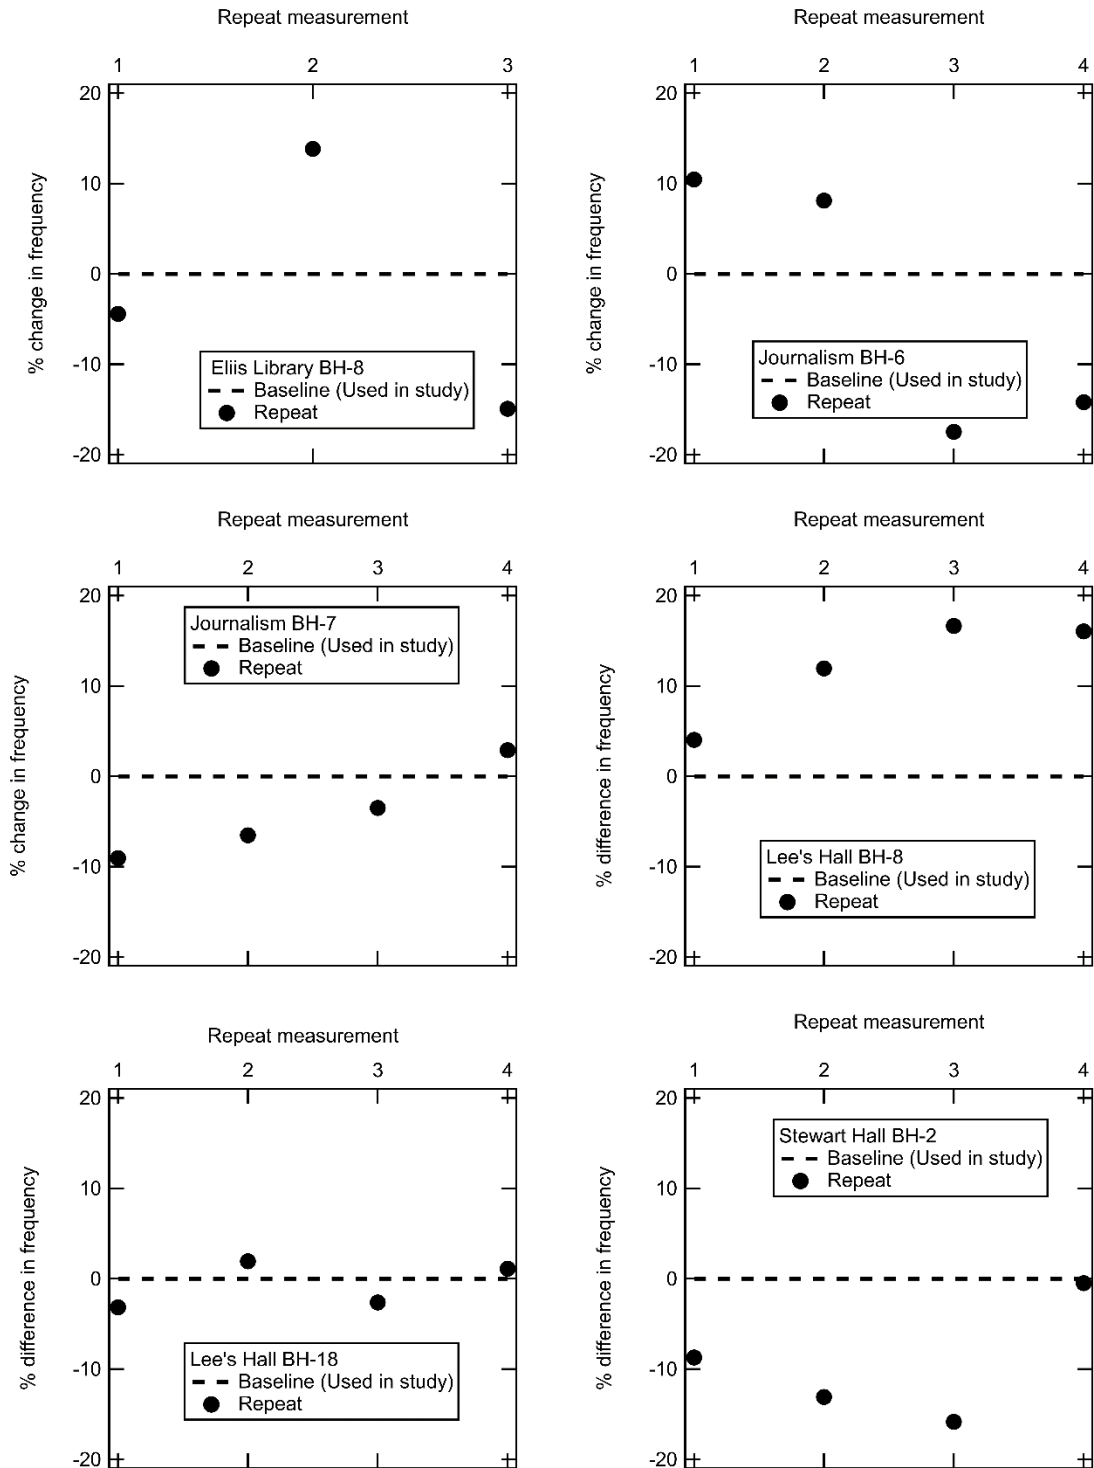 Repeat measurement
1 2 3
20
10
0
-10
-20
% change in frequency
Eliis Library BH-8
Baseline (Used in study)
Repeat
Repeat measurement
1 2 3 4
20
10
0
-10
-20
% change in frequency
Journalism BH-6
Baseline (Used in study)
Repeat
Repeat measurement
1 2 3 4
20
10
0
-10
-20
% change in frequency
Journalism BH-7
Baseline (Used in study)
Repeat
Repeat measurement
1 2 3 4
20
10
0
-10
-20
% difference in frequency
Lee's Hall BH-8
Baseline (Used in study)
Repeat
Repeat measurement
1 2 3 4
20
10
0
-10
-20
% difference in frequency
Lee's Hall BH-18
Baseline (Used in study)
Repeat
Repeat measurement
1 2 3 4
20
10
0
-10
-20
% difference in frequency
Stewart Hall BH-2
Baseline (Used in study)
Repeat